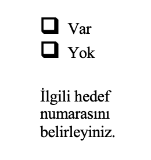 ❑ Var
❑ Yok
İlgili hedef
numarasını
belirleyiniz.